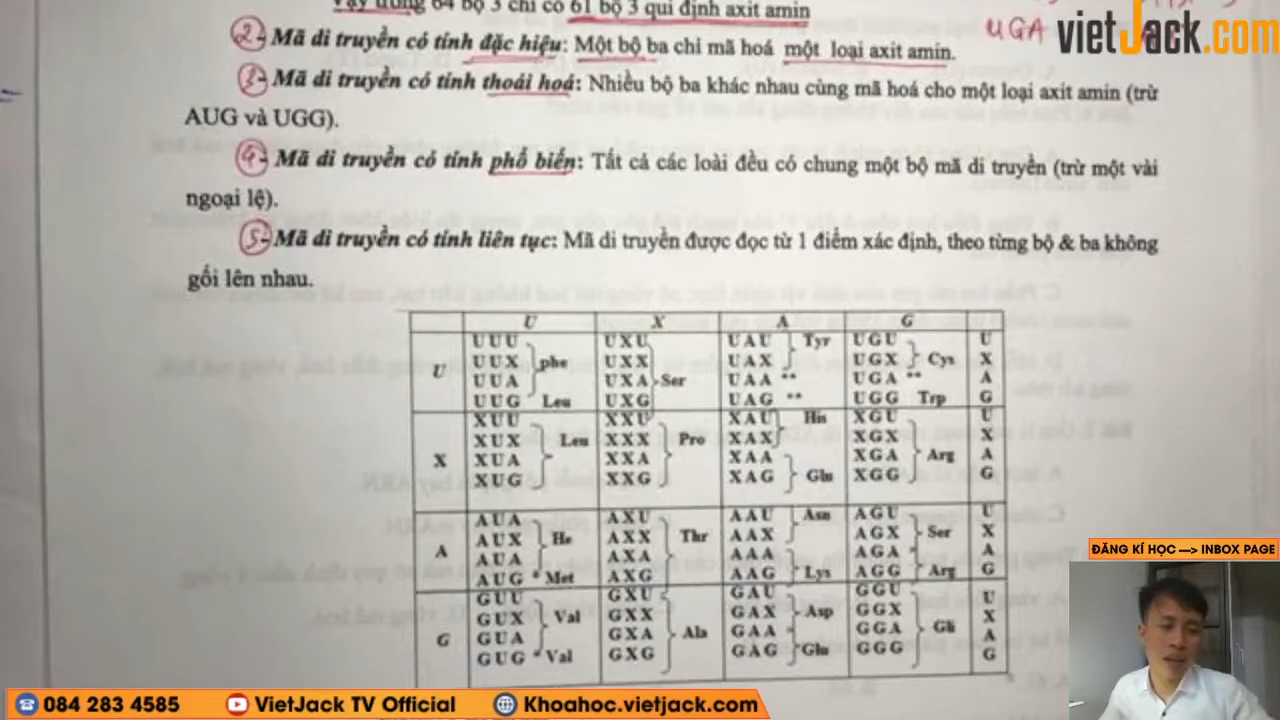 Vậy trong 64 bộ 3 chỉ có 61 bộ 3 qui định axit amin
UGA
vietJack.com
2- Mã di truyền có tính đặc hiệu: Một bộ ba chỉ mã hoá một loại axit amin.
3- Mã di truyền có tính thoái hoá: Nhiều bộ ba khác nhau cùng mã hoá cho một loại axit amin (trừ
AUG và UGG).
4- Mã di truyền có tính phổ biến: Tất cả các loài đều có chung một bộ mã di truyền (trừ một vài
ngoại lệ).
5- Mã di truyền có tính liên tục: Mã di truyền được đọc từ 1 điểm xác định, theo từng bộ & ba không
gối lên nhau.
U X A G
UUU UXU UAU Tyr UGU U
UUX phe UXX UAX UGX Cys X
U UUA UXA Ser UAA ** UGA ** A
UUG Leu UXG UAG ** UGG Trp G
XUU XXU XAU His XGU U
XUX Leu XXX Pro XAX XGX X
X XUA XXA XAA XGA Arg A
XUG XXG XAG Glu XGG G
AUA AXU AAU Asn AGU U
AUX He AXX Thr AAX AGX Ser X
A AUA AXA AAA AGA A
AUG * Met AXG AAG Lys AGG Arg G
GUU GXU GAU GGU U
GUX Val GXX GAX Asp GGX X
G GUA GXA Ala GAA GGA Gli A
GUG * Val GXG GAG Glu GGG G
ĐĂNG KÍ HỌC —> INBOX PAGE
084 283 4585 VietJack TV Official Khoahoc.vietjack.com